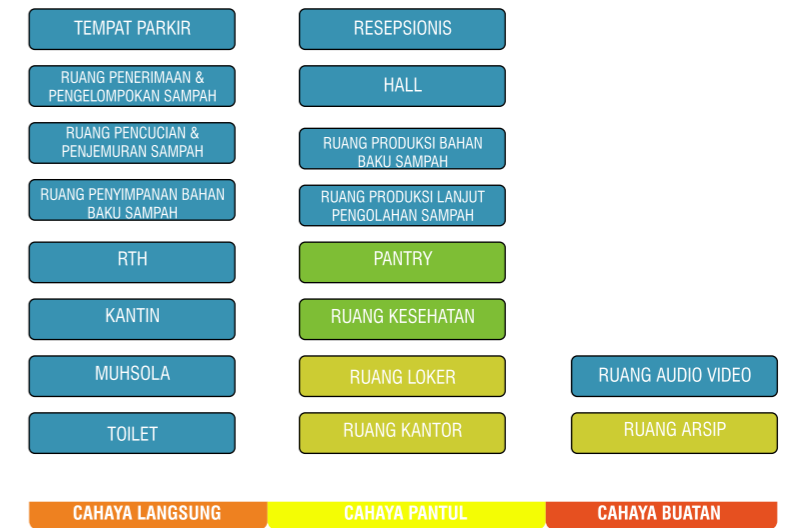 TEMPAT PARKIR
RUANG PENERIMAAN &
PENGELOMPOKAN SAMPAH
RUANG PENCUCIAN &
PENJEMURAN SAMPAH
RUANG PENYIMPANAN BAHAN
BAKU SAMPAH
RTH
KANTIN
MUHSOLA
TOILET
RESEPSIONIS
HALL
RUANG PRODUKSI BAHAN
BAKU SAMPAH
RUANG PRODUKSI LANJUT
PENGOLAHAN SAMPAH
PANTRY
RUANG KESEHATAN
RUANG LOKER
RUANG KANTOR
RUANG AUDIO VIDEO
RUANG ARSIP
CAHAYA LANGSUNG
CAHAYA PANTUL
CAHAYA BUATAN